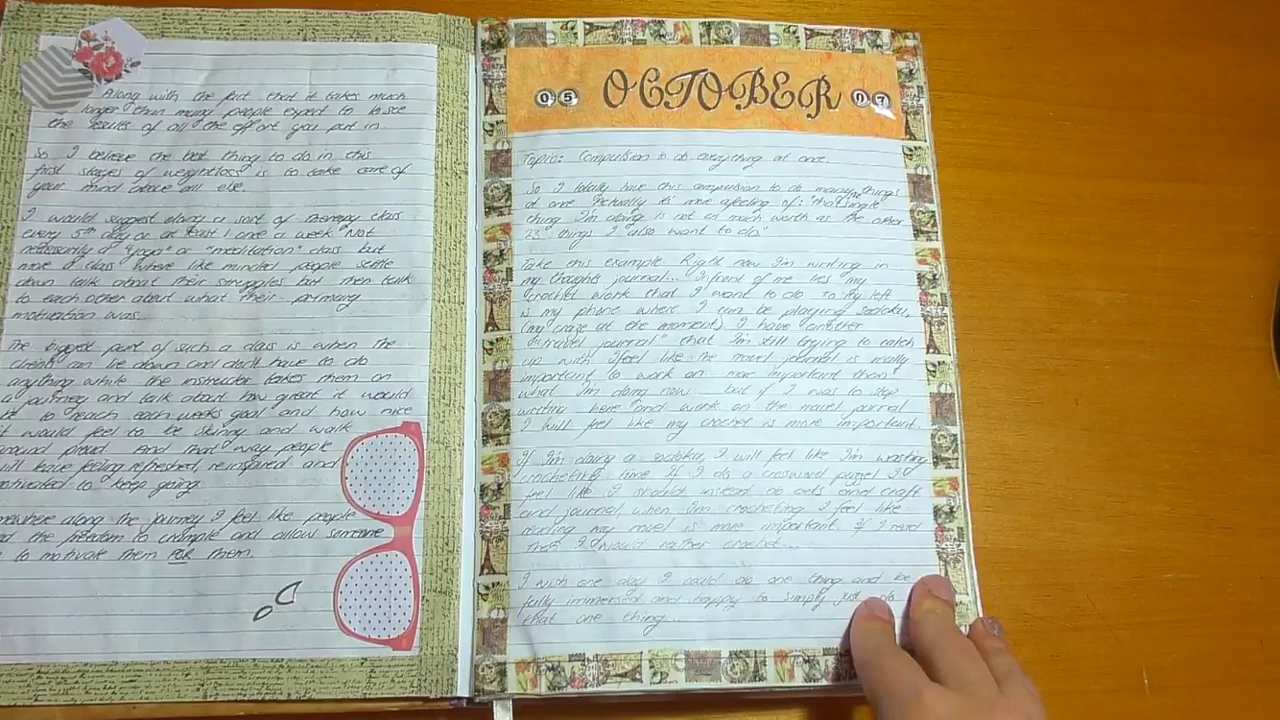 Along with the fact that it takes much
longer than many people expect to see
the results of all the effort you put in.
So I believe the best thing to do in this
first stages of weightloss is to take care of
your mind above all else.
I would suggest doing a sort of therapy class
every 5th day or at least 1 once a week. Not
necessarily a "yoga" or "meditation" class but
more a class where like minded people settle
down talk about their struggles but then talk
to each other about what their primary
motivation was...
The biggest part of such a class is when the
clients can lie down and don't have to do
anything while the instructor takes them on
a journey and talk about how great it would
be to reach each weeks goal and how nice
it would feel to be skinny and walk
around proud. And that way people
will leave feeling refreshed, reinspired and
motivated to keep going.
somewhere along the journey I feel like people
need the freedom to crumple and allow someone
to motivate them FOR them.
05 OCTOBER 07
Topic: Compulsion to do everything at once.
So I totally have this compulsion to do many things
at one. Actually its more a feeling of: "that single
thing I'm doing is not as much worth as the other
23 things I also want to do."
Take this example. Right now I'm writing in
my thoughts journal... Infront of me lies my
crochet work that I want to do. To my left
is my phone where I can be playing sodoku,
(my craze at the moment). I have another
"travel journal" that I'm still trying to catch
up with. I feel like the travel journal is really
important to work on more important then
what I'm doing now... but if I was to stop
writing here and work on the travel journal
I will feel like my crochet is more important.
If I'm doing a sodoku, I will feel like I'm wasting
crocheting time. If I do a crossword puzzel I
feel like I should instead do arts and craft
and journal, when I'm crocheting I feel like
reading my novel is more important. If I read
then I would rather crochet...
I wish one day I could do one thing and be
fully immersed and happy to simply just do
that one thing...